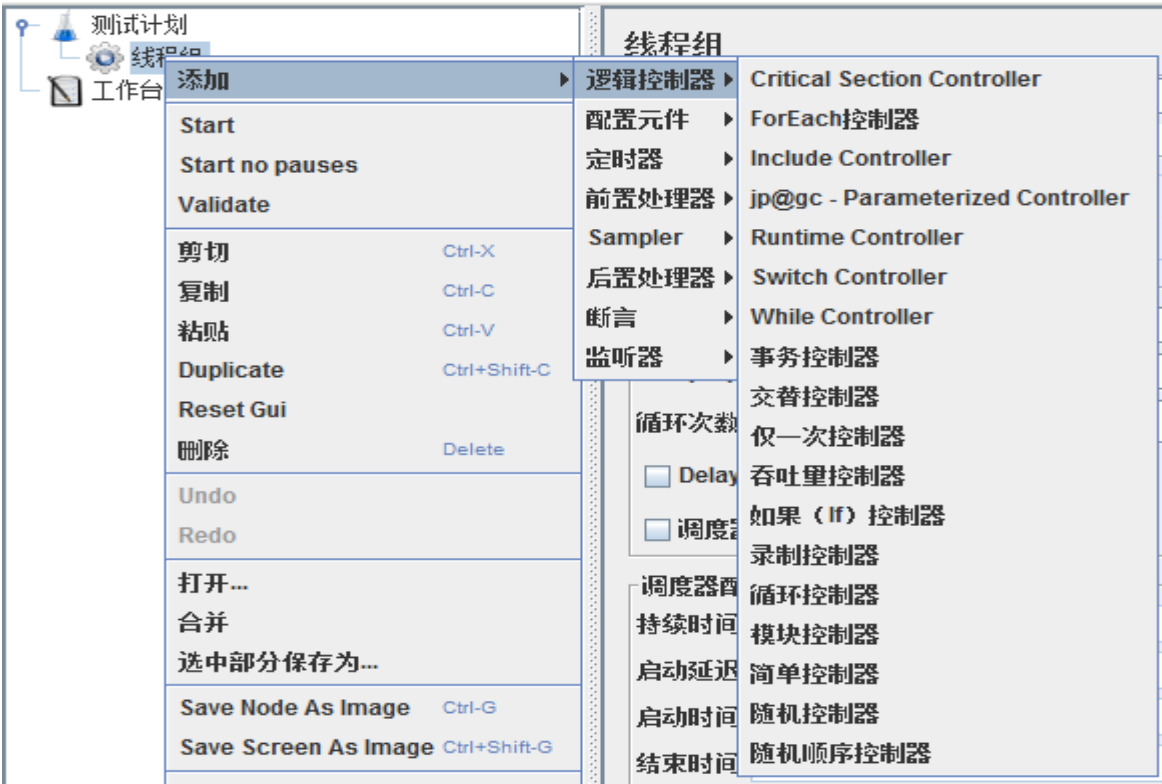 测试计划
线程组
工作台
线程组
添加
Start
Start no pauses
Validate
剪切 Ctrl-X
复制 Ctrl-C
粘贴 Ctrl-V
Duplicate Ctrl+Shift-C
Reset Gui
删除 Delete
Undo
Redo
打开...
合并
选中部分保存为...
Save Node As Image Ctrl-G
Save Screen As Image Ctrl+Shift-G
逻辑控制器
配置元件
定时器
前置处理器
Sampler
后置处理器
断言
监听器
Critical Section Controller
ForEach控制器
Include Controller
jp@gc - Parameterized Controller
Runtime Controller
Switch Controller
While Controller
事务控制器
交替控制器
仅一次控制器
吞吐量控制器
如果（If）控制器
录制控制器
循环控制器
模块控制器
简单控制器
随机控制器
随机顺序控制器
循环次数
Delay
调度器
调度器配
持续时间
启动延迟
启动时间
结束时间